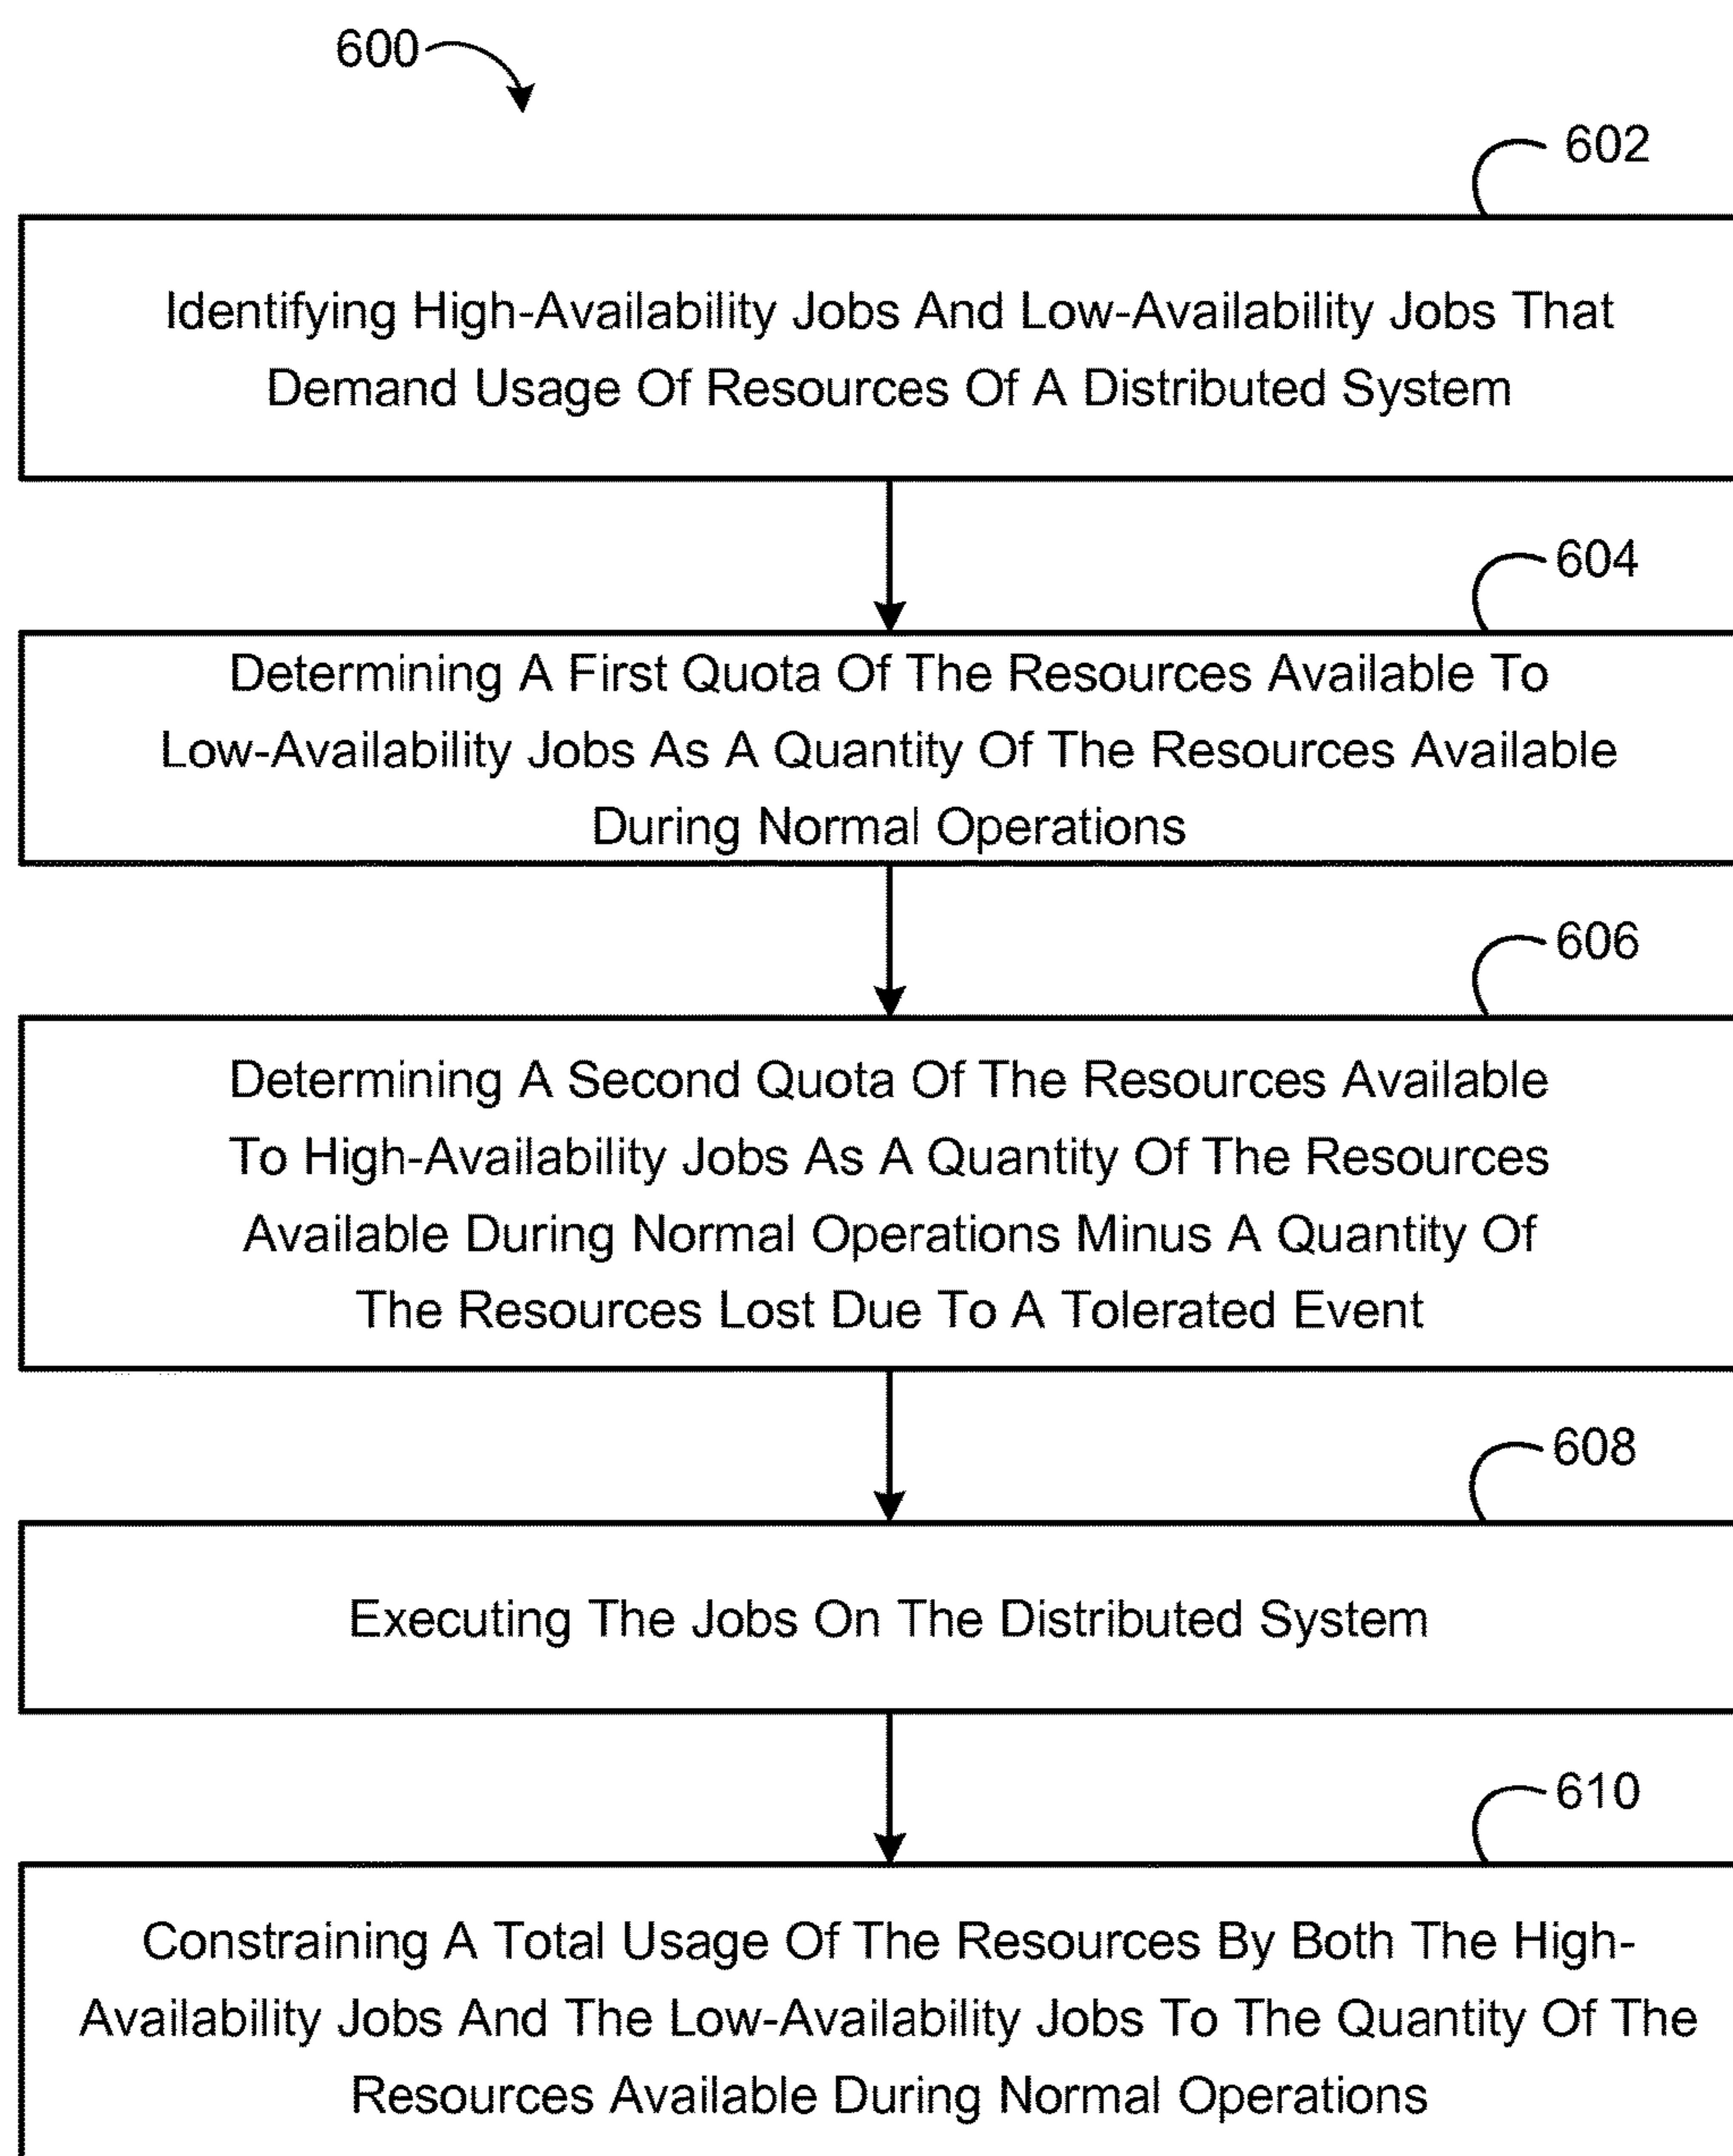 600
602
Identifying High-Availability Jobs And Low-Availability Jobs That
Demand Usage Of Resources Of A Distributed System
604
Determining A First Quota Of The Resources Available To
Low-Availability Jobs As A Quantity Of The Resources Available
During Normal Operations
606
Determining A Second Quota Of The Resources Available
To High-Availability Jobs As A Quantity Of The Resources
Available During Normal Operations Minus A Quantity Of
The Resources Lost Due To A Tolerated Event
608
Executing The Jobs On The Distributed System
610
Constraining A Total Usage Of The Resources By Both The High-
Availability Jobs And The Low-Availability Jobs To The Quantity Of The
Resources Available During Normal Operations